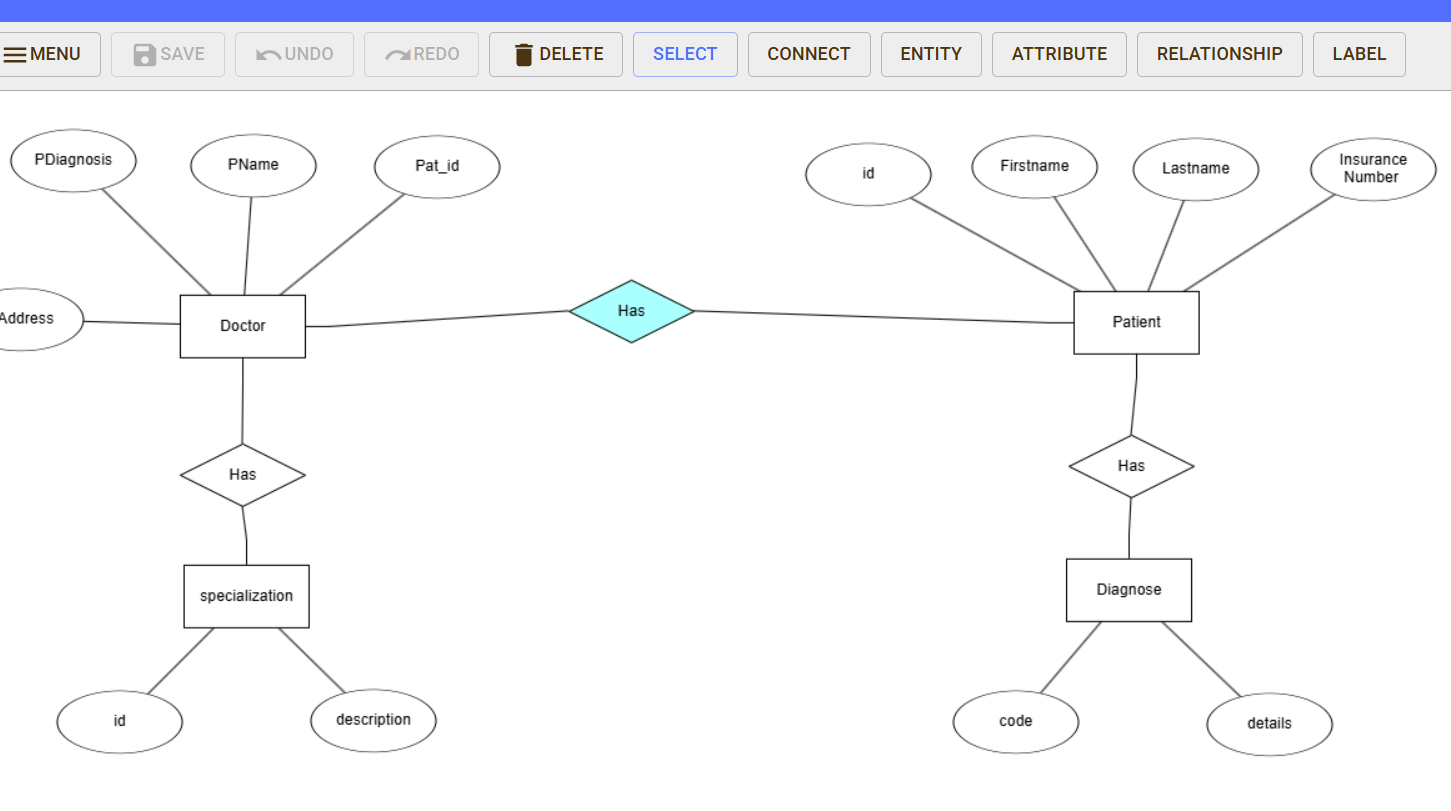 MENU
SAVE
UNDO
REDO
DELETE
SELECT
CONNECT
ENTITY
ATTRIBUTE
RELATIONSHIP
LABEL
PDiagnosis
PName
Pat_id
id
Firstname
Lastname
Insurance
Number
Address
Doctor
Has
Patient
Has
Has
specialization
Diagnose
id
description
code
details